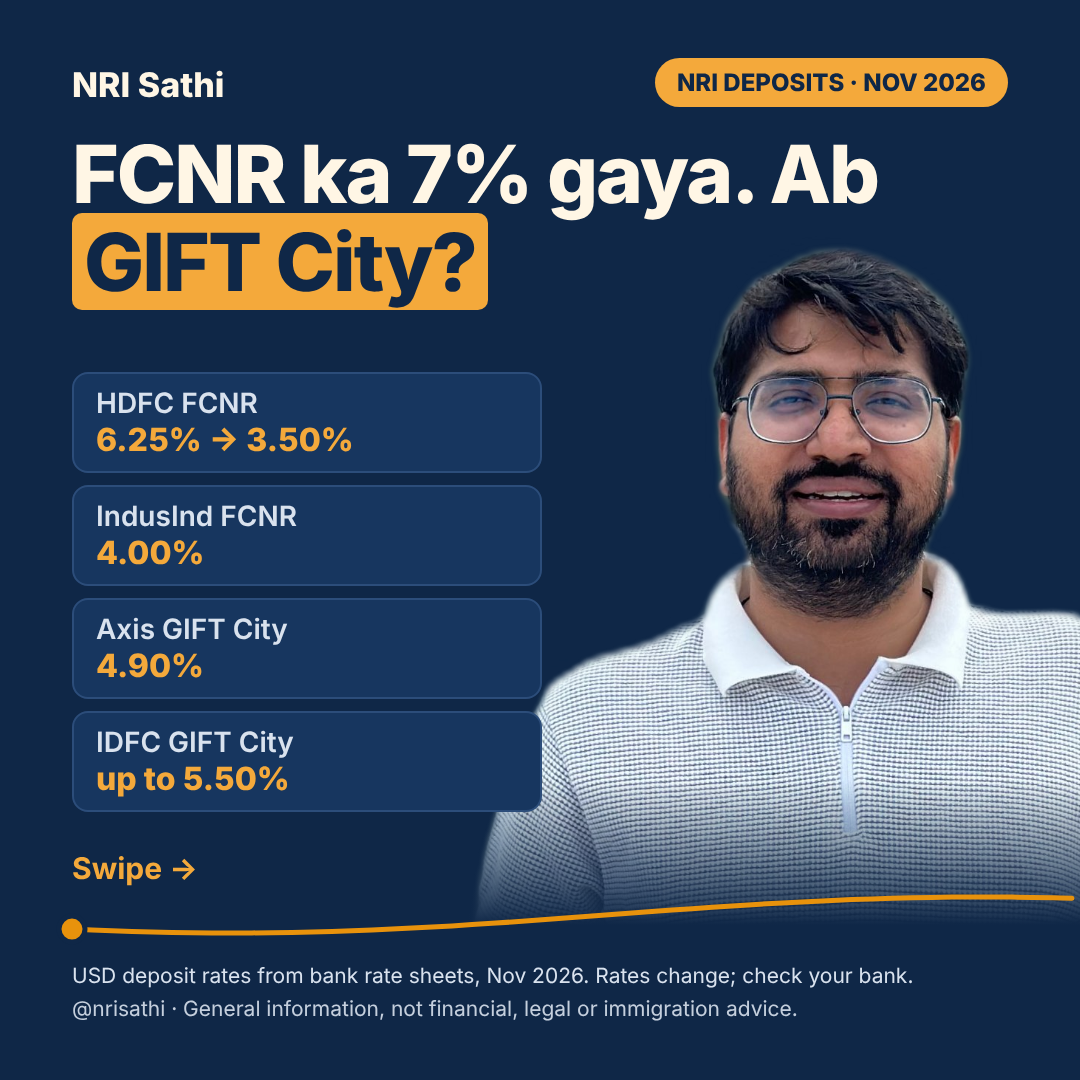 NRI Sathi
NRI DEPOSITS · NOV 2026
FCNR ka 7% gaya. Ab
GIFT City?
HDFC FCNR
6.25% → 3.50%
IndusInd FCNR
4.00%
Axis GIFT City
4.90%
IDFC GIFT City
up to 5.50%
Swipe →
USD deposit rates from bank rate sheets, Nov 2026. Rates change; check your bank.
@nrisathi · General information, not financial, legal or immigration advice.